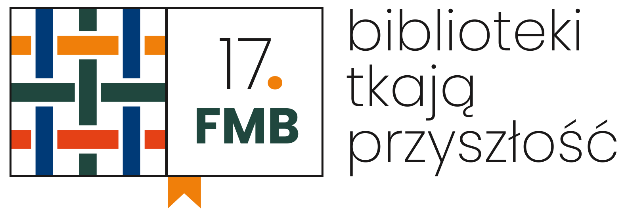 17.
FMB
biblioteki
tkają
przyszłość